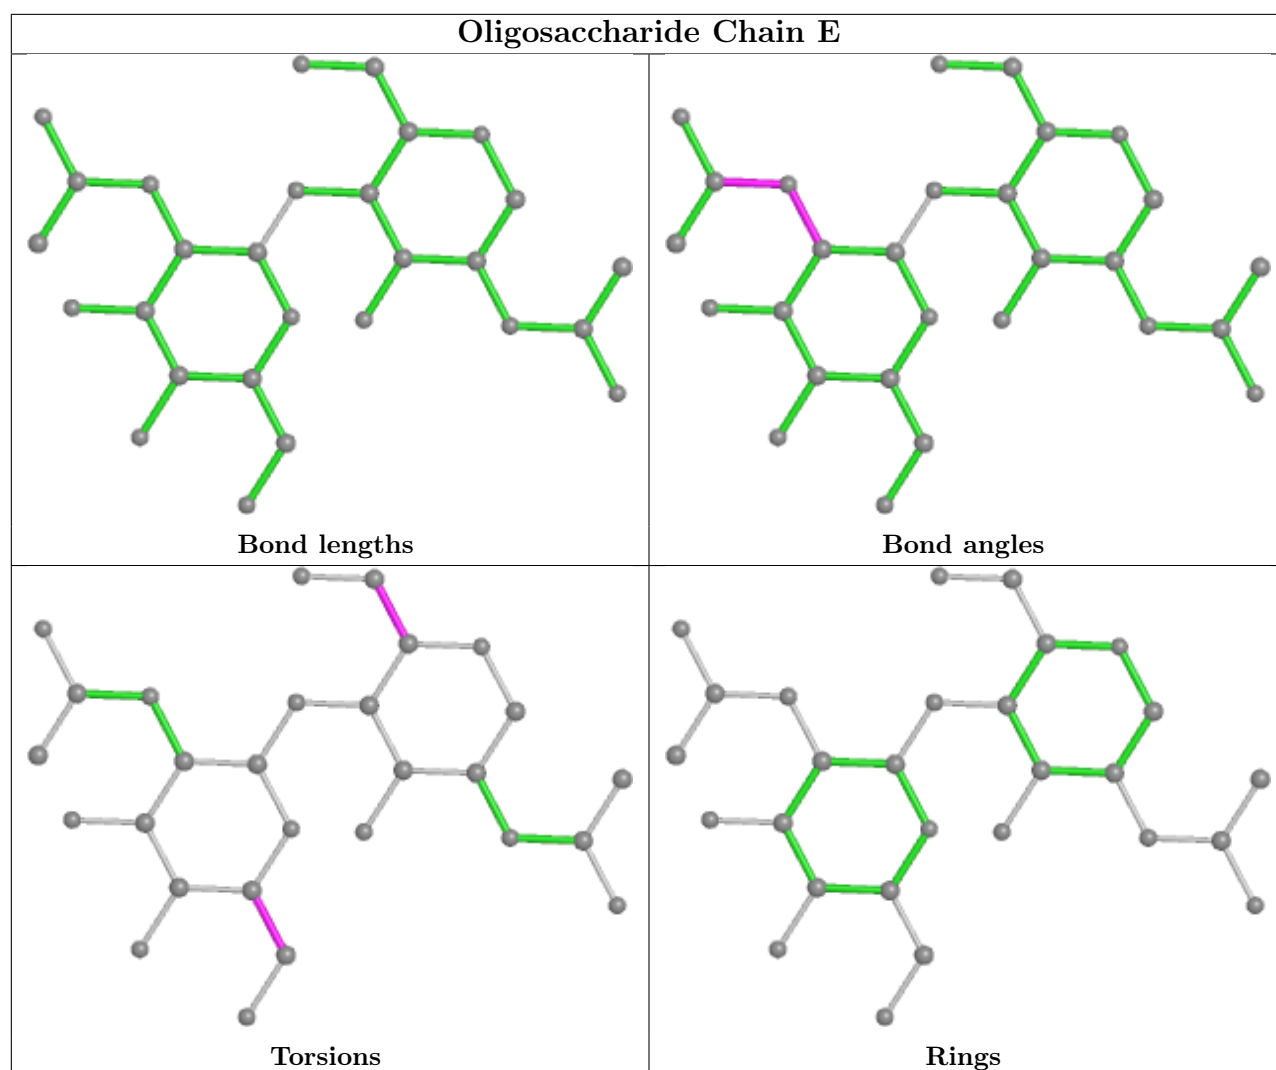 Oligosaccharide Chain E
Bond lengths
Bond angles
Torsions
Rings